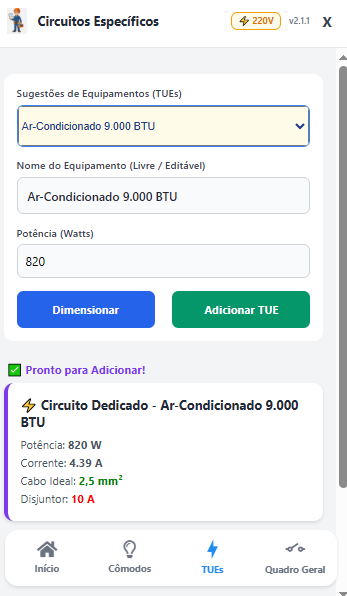 Circuitos Específicos
⚡ 220V
v2.1.1
X
Sugestões de Equipamentos (TUEs)
Ar-Condicionado 9.000 BTU
Nome do Equipamento (Livre / Editável)
Ar-Condicionado 9.000 BTU
Potência (Watts)
820
Dimensionar
Adicionar TUE
✅ Pronto para Adicionar!
⚡ Circuito Dedicado - Ar-Condicionado 9.000
BTU
Potência: 820 W
Corrente: 4.39 A
Cabo Ideal: 2,5 mm²
Disjuntor: 10 A
Início
Cômodos
TUEs
Quadro Geral